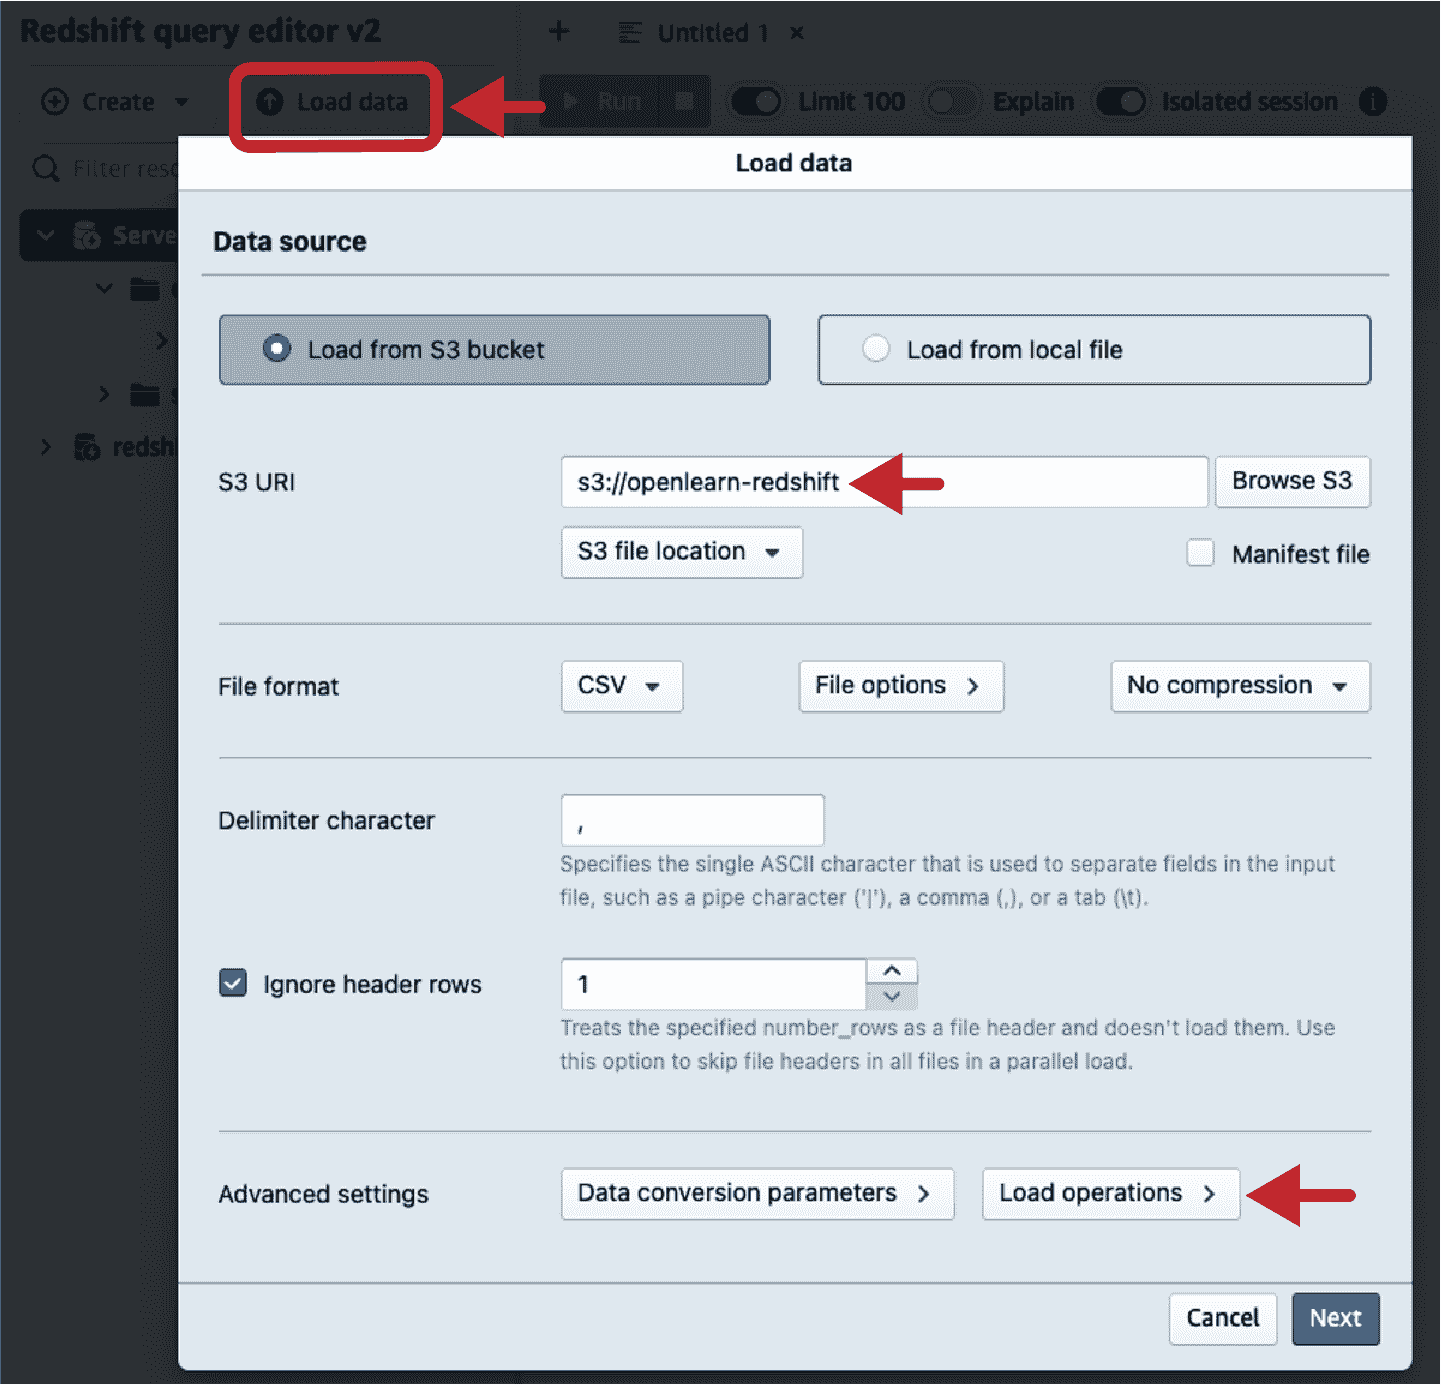 Redshift query editor v2
Untitled 1
Create
Load data
Run
Limit 100
Explain
Isolated session
Filter
Load data
Data source
Load from S3 bucket
Load from local file
S3 URI
s3://openlearn-redshift
Browse S3
S3 file location
Manifest file
File format
CSV
File options
No compression
Delimiter character
,
Specifies the single ASCII character that is used to separate fields in the input
file, such as a pipe character ('|'), a comma (,), or a tab (\t).
Ignore header rows
1
Treats the specified number_rows as a file header and doesn't load them. Use
this option to skip file headers in all files in a parallel load.
Advanced settings
Data conversion parameters
Load operations
Cancel
Next